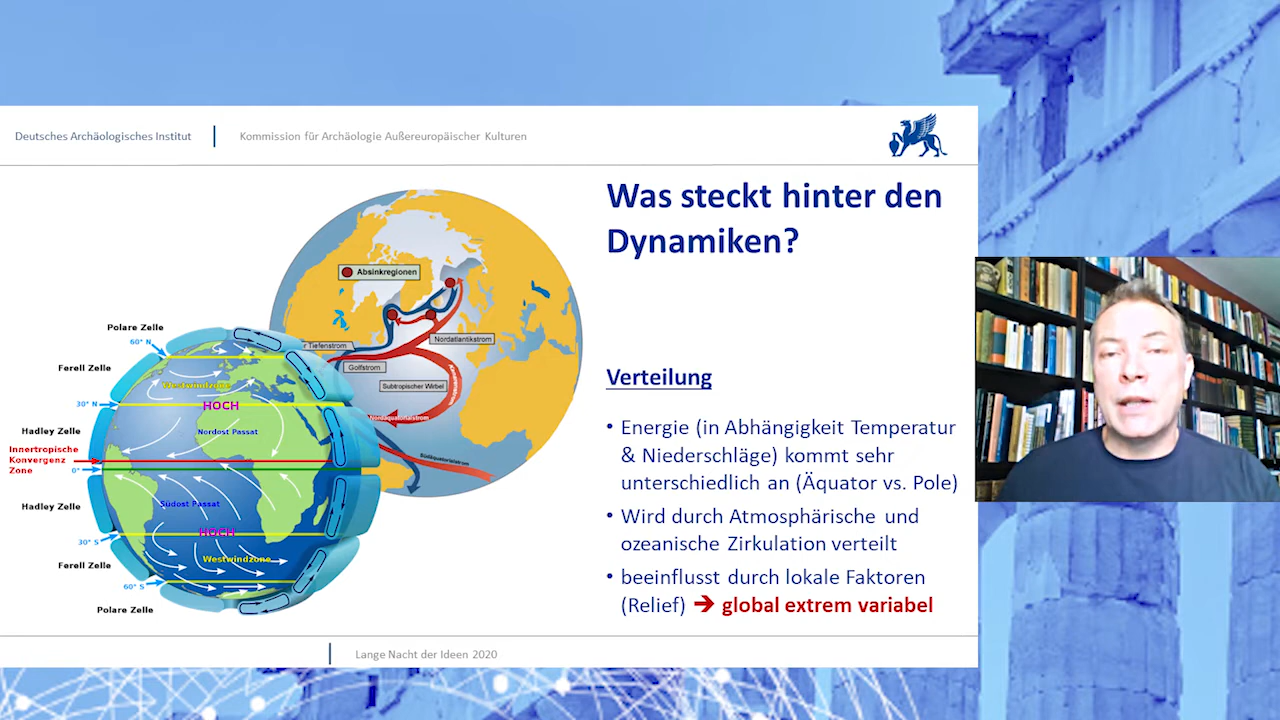 Deutsches Archäologisches Institut
Kommission für Archäologie Außereuropäischer Kulturen
Was steckt hinter den
Dynamiken?
Absinkregionen
r Tiefenstrom
Nordatlantikstrom
Golfstrom
Subtropischer Wirbel
Nordäquatorialstrom
Südäquatorialstrom
Polare Zelle
60° N
Ferell Zelle
Westwindzone
30° N
HOCH
Hadley Zelle
Nordost Passat
Innertropische
Konvergenz
Zone
0°
Hadley Zelle
Südost Passat
HOCH
30° S
Ferell Zelle
Westwindzone
60° S
Polare Zelle
Verteilung
• Energie (in Abhängigkeit Temperatur
& Niederschläge) kommt sehr
unterschiedlich an (Äquator vs. Pole)
• Wird durch Atmosphärische und
ozeanische Zirkulation verteilt
• beeinflusst durch lokale Faktoren
(Relief) ➔ global extrem variabel
Lange Nacht der Ideen 2020